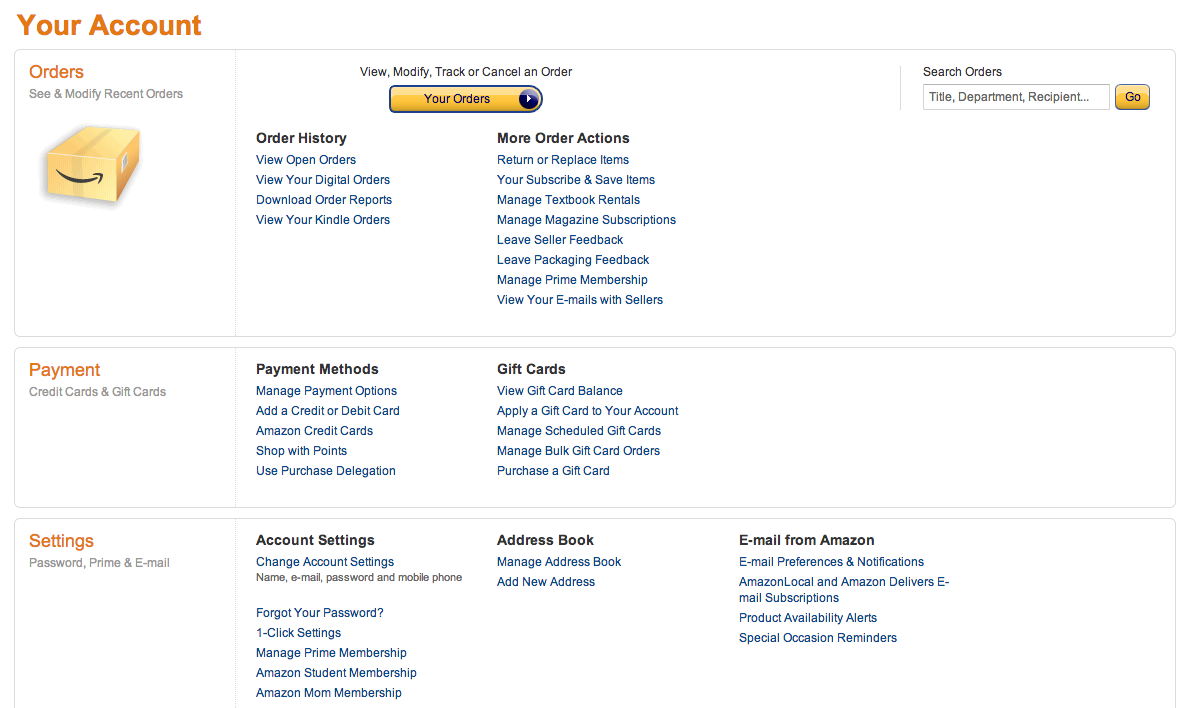 Your Account
Orders
See & Modify Recent Orders
View, Modify, Track or Cancel an Order
Your Orders
Search Orders
Title, Department, Recipient...
Go
Order History
View Open Orders
View Your Digital Orders
Download Order Reports
View Your Kindle Orders
More Order Actions
Return or Replace Items
Your Subscribe & Save Items
Manage Textbook Rentals
Manage Magazine Subscriptions
Leave Seller Feedback
Leave Packaging Feedback
Manage Prime Membership
View Your E-mails with Sellers
Payment
Credit Cards & Gift Cards
Payment Methods
Manage Payment Options
Add a Credit or Debit Card
Amazon Credit Cards
Shop with Points
Use Purchase Delegation
Gift Cards
View Gift Card Balance
Apply a Gift Card to Your Account
Manage Scheduled Gift Cards
Manage Bulk Gift Card Orders
Purchase a Gift Card
Settings
Password, Prime & E-mail
Account Settings
Change Account Settings
Name, e-mail, password and mobile phone
Forgot Your Password?
1-Click Settings
Manage Prime Membership
Amazon Student Membership
Amazon Mom Membership
Address Book
Manage Address Book
Add New Address
E-mail from Amazon
E-mail Preferences & Notifications
AmazonLocal and Amazon Delivers E-
mail Subscriptions
Product Availability Alerts
Special Occasion Reminders